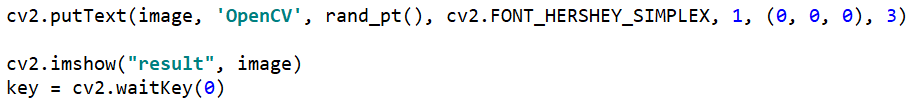 cv2.putText(image, 'OpenCV', rand_pt(), cv2.FONT_HERSHEY_SIMPLEX, 1, (0, 0, 0), 3)
cv2.imshow("result", image)
key = cv2.waitKey(0)